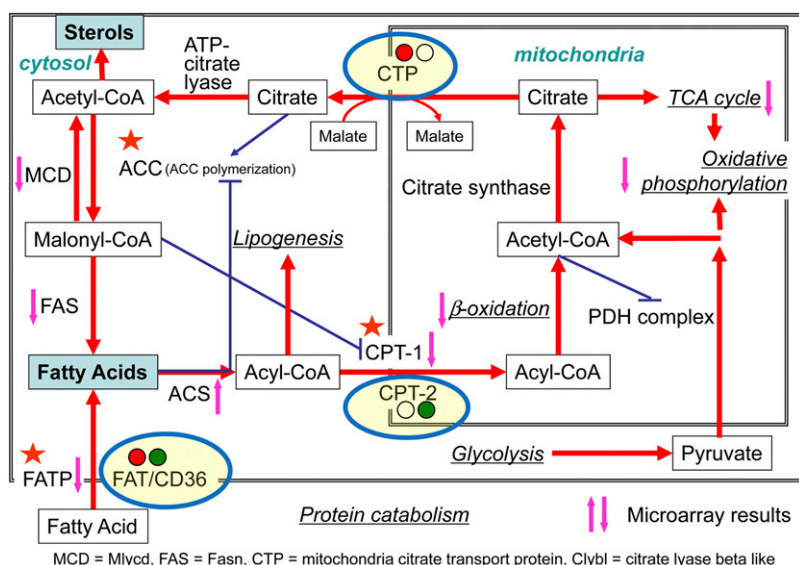 Sterols
cytosol
ATP-
citrate
lyase
CTP
mitochondria
Acetyl-CoA
Citrate
Citrate
TCA cycle
Malate
Malate
ACC (ACC polymerization)
MCD
Oxidative
phosphorylation
Citrate synthase
Malonyl-CoA
Lipogenesis
Acetyl-CoA
FAS
β-oxidation
PDH complex
CPT-1
Fatty Acids
ACS
Acyl-CoA
Acyl-CoA
CPT-2
Glycolysis
Pyruvate
FATP
FAT/CD36
Fatty Acid
Protein catabolism
Microarray results
MCD = Mlycd, FAS = Fasn, CTP = mitochondria citrate transport protein, Clybl = citrate lyase beta like